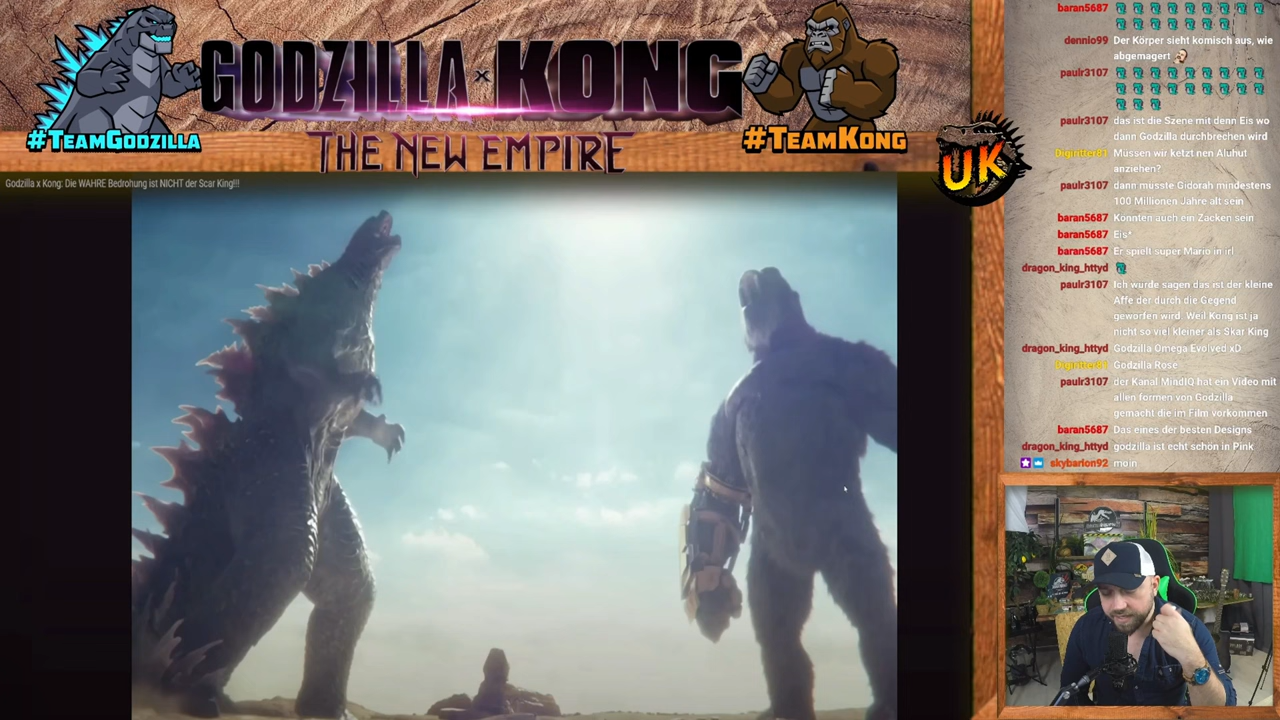 GODZILLA x KONG
THE NEW EMPIRE
#TEAMGODZILLA
#TEAMKONG
UK
Godzilla x Kong: Die WAHRE Bedrohung ist NICHT der Scar King!!!
baran5687
dennio99 Der Körper sieht komisch aus, wie
abgemagert
paulr3107
paulr3107 das ist die Szene mit denn Eis wo
dann Godzilla durchbrechen wird
Digiritter81 Müssen wir ketzt nen Aluhut
anziehen?
paulr3107 dann müsste Gidorah mindestens
100 Millionen Jahre alt sein
baran5687 Könnten auch ein Zacken sein
baran5687 Eis*
baran5687 Er spielt super Mario in irl
dragon_king_httyd
paulr3107 Ich würde sagen das ist der kleine
Affe der durch die Gegend
geworfen wird. Weil Kong ist ja
nicht so viel kleiner als Skar King
dragon_king_httyd Godzilla Omega Evolved xD
Digiritter81 Godzilla Rose
paulr3107 der Kanal MindIQ hat ein Video mit
allen formen von Godzilla
gemacht die im Film vorkommen
baran5687 Das eines der besten Designs
dragon_king_httyd godzilla ist echt schön in Pink
skybarion92 moin